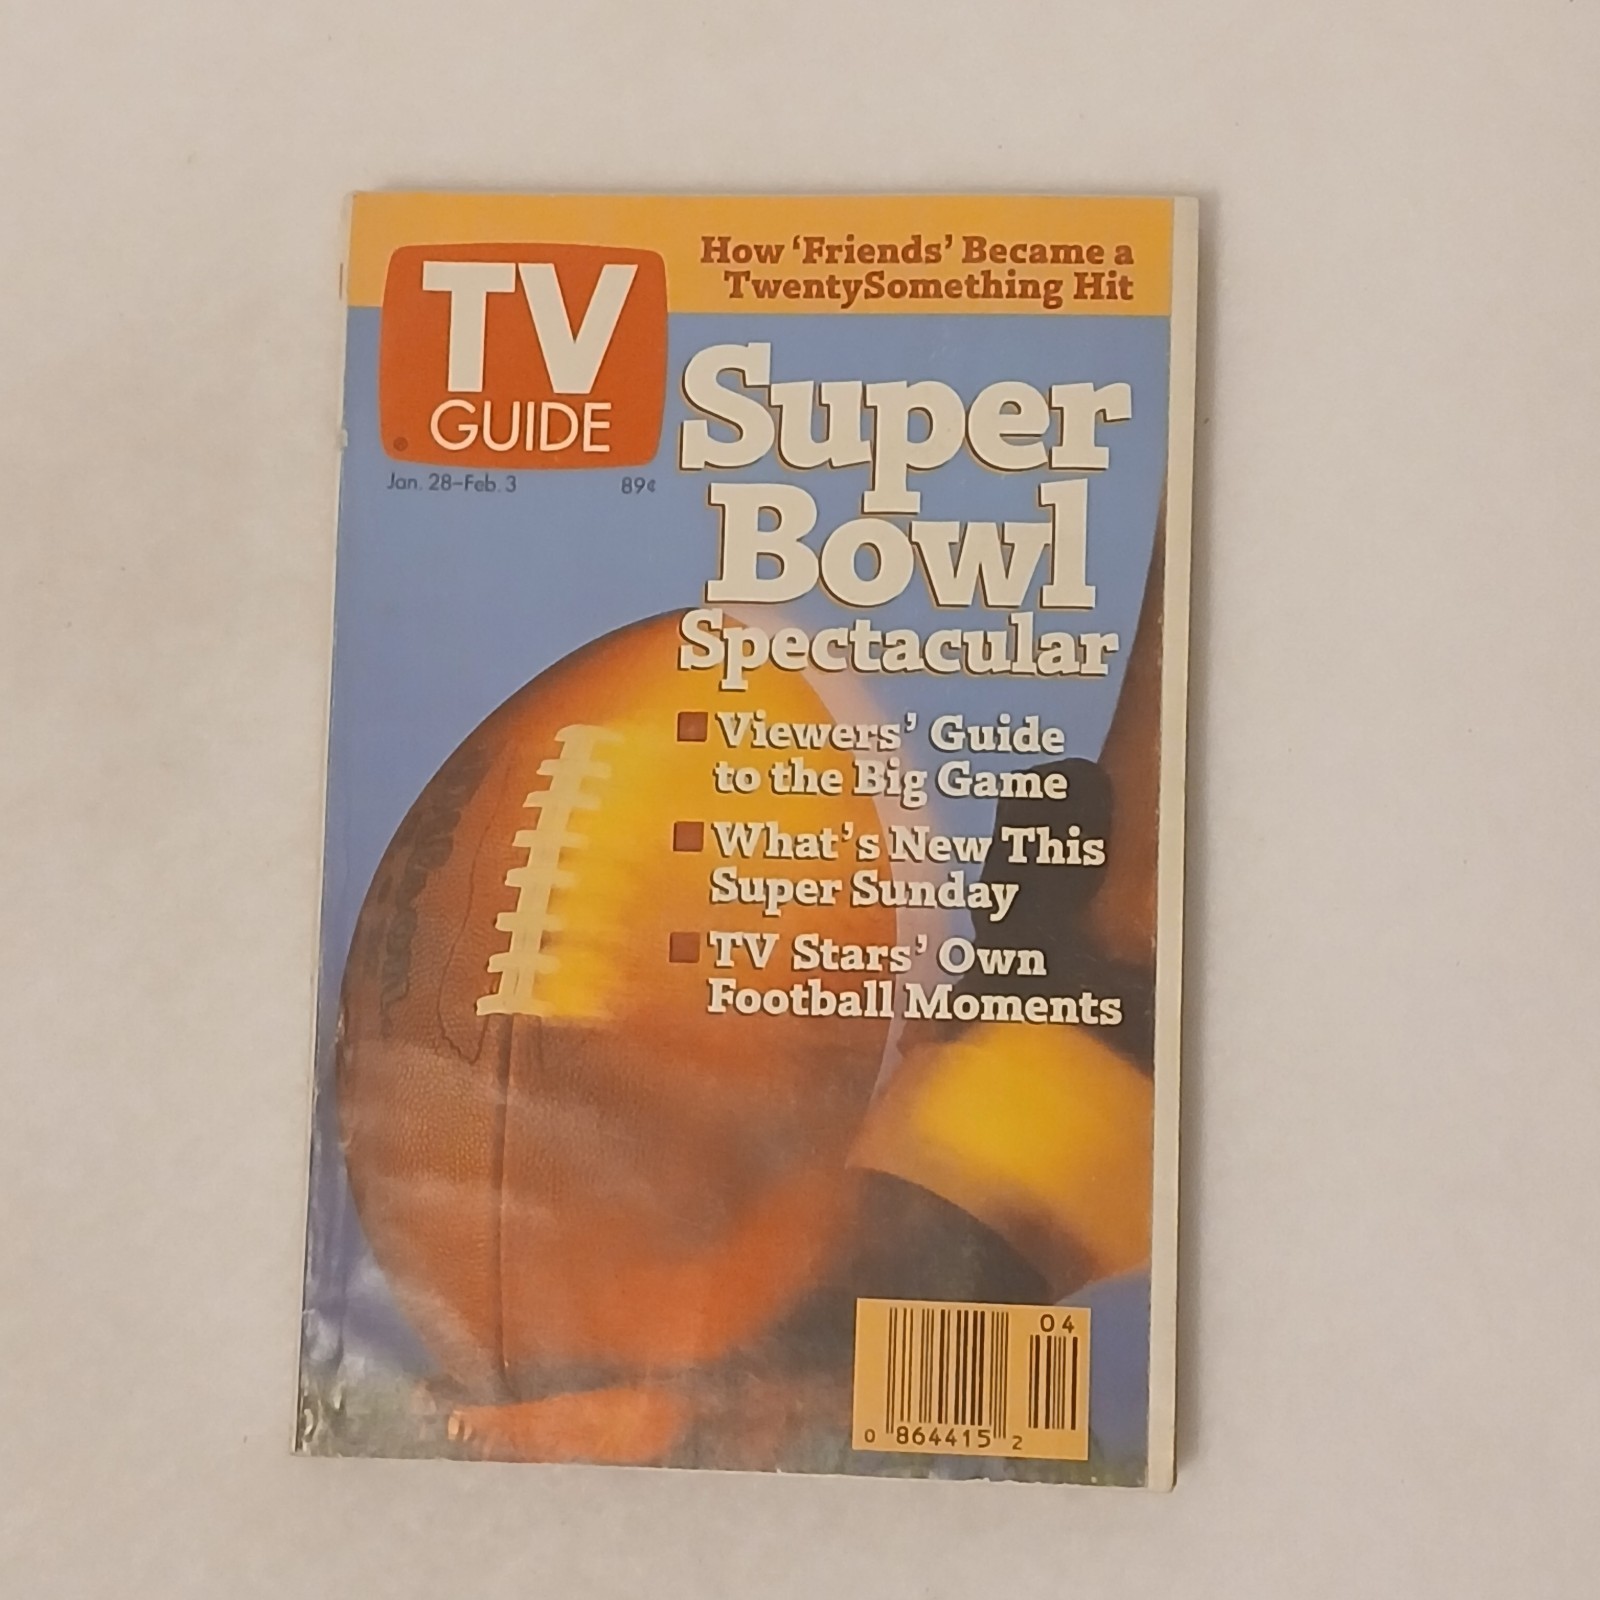 How 'Friends' Became a
TwentySomething Hit
TV
GUIDE
®
Jan. 28–Feb. 3 89¢
Super
Bowl
Spectacular
Viewers' Guide
to the Big Game
What's New This
Super Sunday
TV Stars' Own
Football Moments
04
0 864415 2